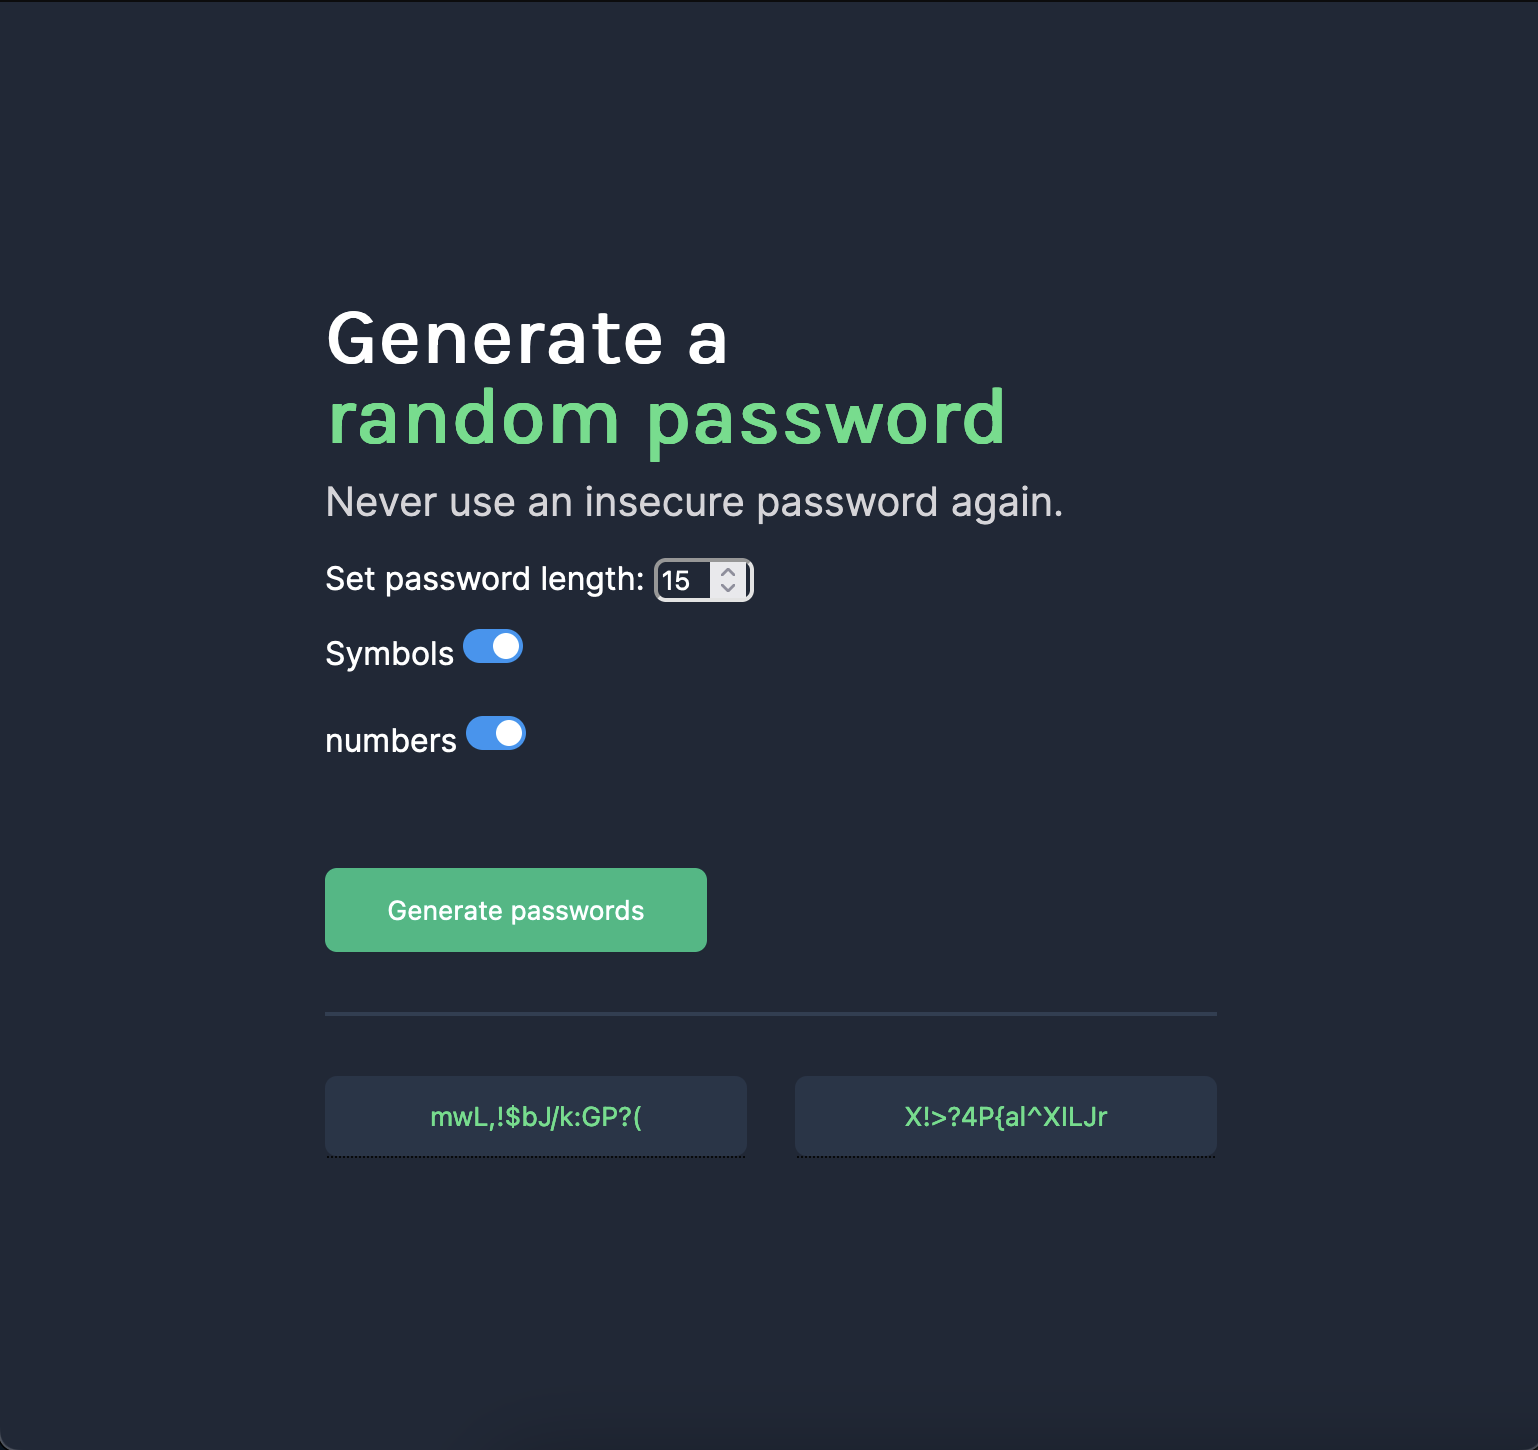 Generate a
random password
Never use an insecure password again.
Set password length: 15
Symbols
numbers
Generate passwords
mwL,!$bJ/k:GP?(
X!>?4P{al^XILJr